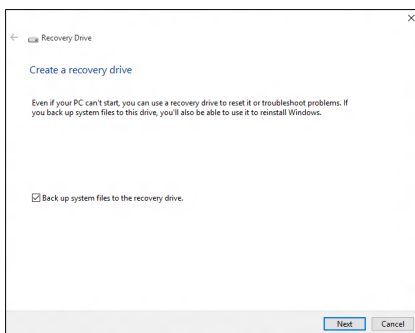 Recovery Drive
Create a recovery drive
Even if your PC can't start, you can use a recovery drive to reset it or troubleshoot problems. If
you back up system files to this drive, you'll also be able to use it to reinstall Windows.
Back up system files to the recovery drive.
Next Cancel